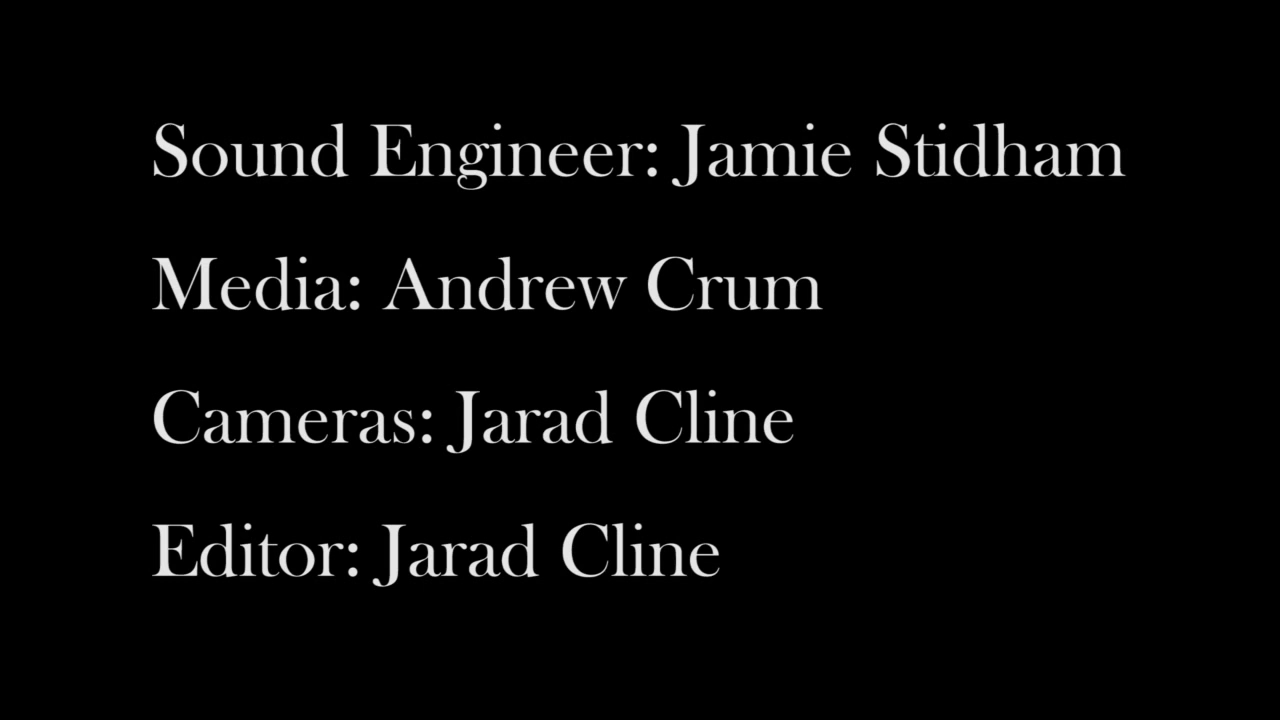 Sound Engineer: Jamie Stidham
Media: Andrew Crum
Cameras: Jarad Cline
Editor: Jarad Cline